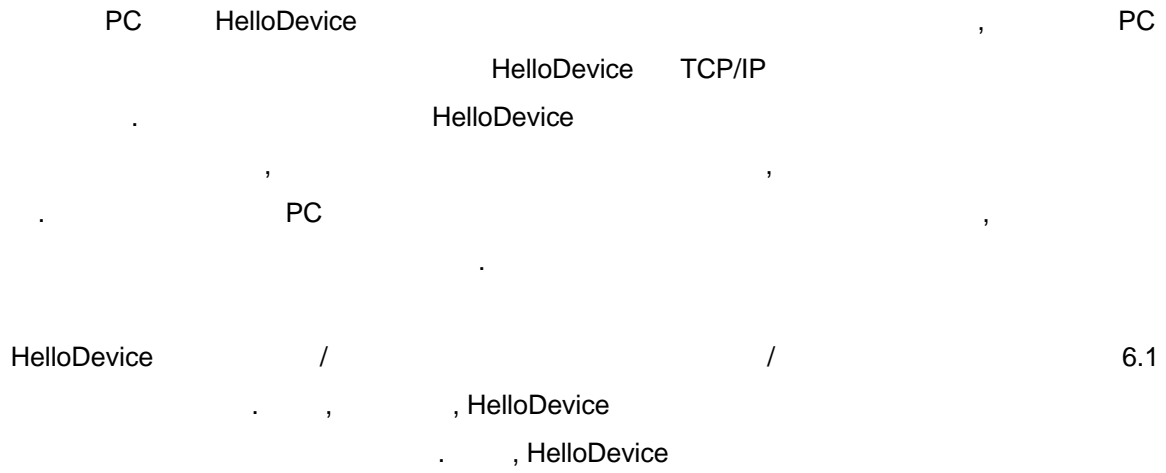 PC HelloDevice , PC
HelloDevice TCP/IP
. HelloDevice
, ,
. PC ,
.
HelloDevice / / 6.1
. , , HelloDevice
. , HelloDevice